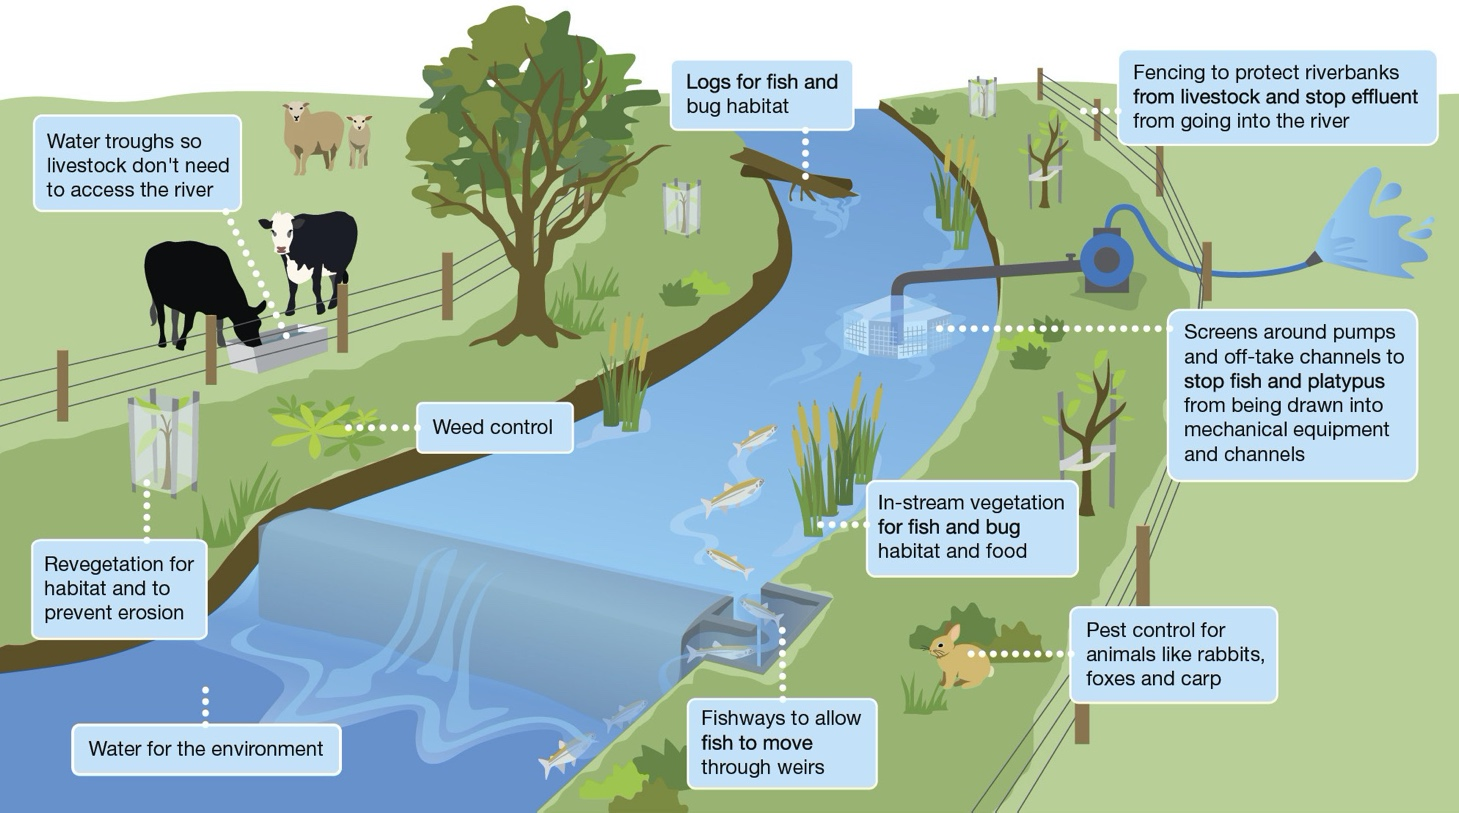 Logs for fish and
bug habitat
Fencing to protect riverbanks
from livestock and stop effluent
from going into the river
Water troughs so
livestock don't need
to access the river
Screens around pumps
and off-take channels to
stop fish and platypus
from being drawn into
mechanical equipment
and channels
Weed control
In-stream vegetation
for fish and bug
habitat and food
Revegetation for
habitat and to
prevent erosion
Pest control for
animals like rabbits,
foxes and carp
Fishways to allow
fish to move
through weirs
Water for the environment